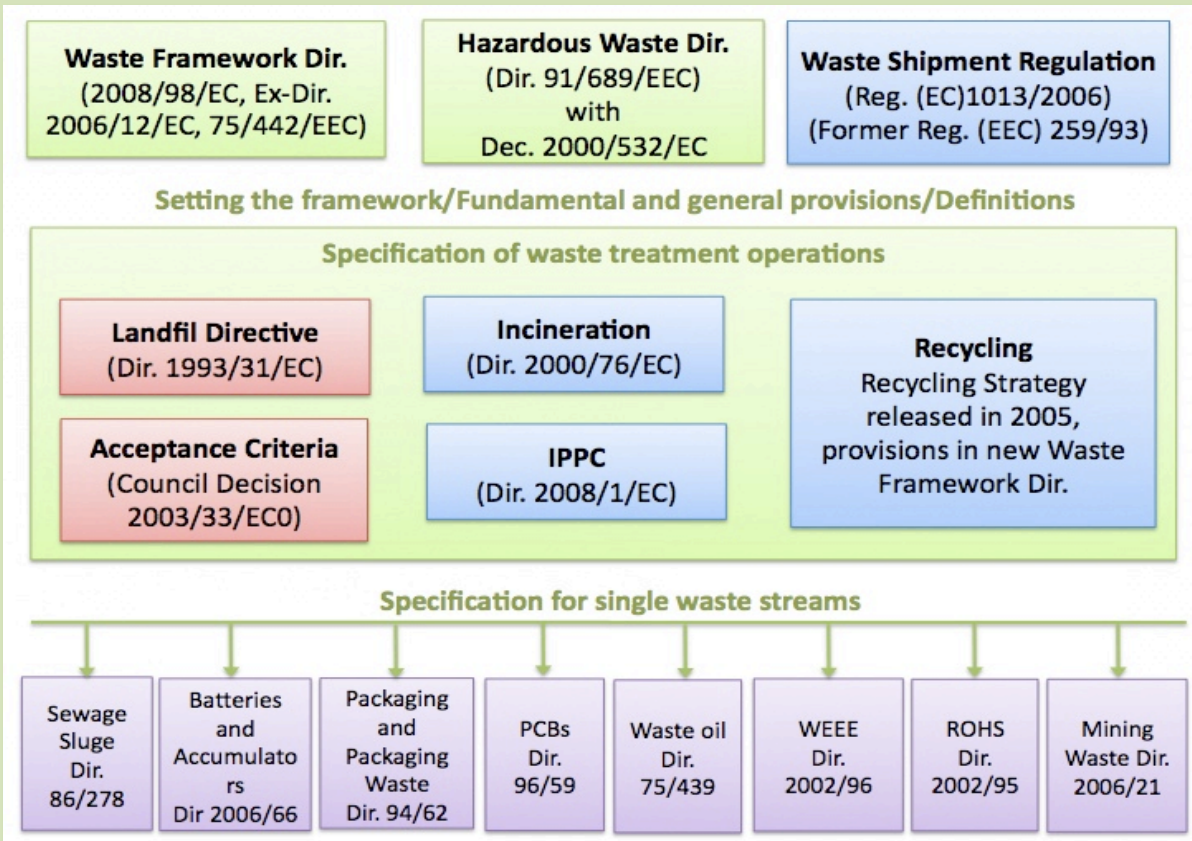 Waste Framework Dir.
(2008/98/EC, Ex-Dir.
2006/12/EC, 75/442/EEC)
Hazardous Waste Dir.
(Dir. 91/689/EEC)
with
Dec. 2000/532/EC
Waste Shipment Regulation
(Reg. (EC)1013/2006)
(Former Reg. (EEC) 259/93)
Setting the framework/Fundamental and general provisions/Definitions
Specification of waste treatment operations
Landfil Directive
(Dir. 1993/31/EC)
Incineration
(Dir. 2000/76/EC)
Recycling
Recycling Strategy
released in 2005,
provisions in new Waste
Framework Dir.
Acceptance Criteria
(Council Decision
2003/33/EC0)
IPPC
(Dir. 2008/1/EC)
Specification for single waste streams
Sewage
Sluge
Dir.
86/278
Batteries
and
Accumulato
rs
Dir 2006/66
Packaging
and
Packaging
Waste
Dir. 94/62
PCBs
Dir.
96/59
Waste oil
Dir.
75/439
WEEE
Dir.
2002/96
ROHS
Dir.
2002/95
Mining
Waste Dir.
2006/21